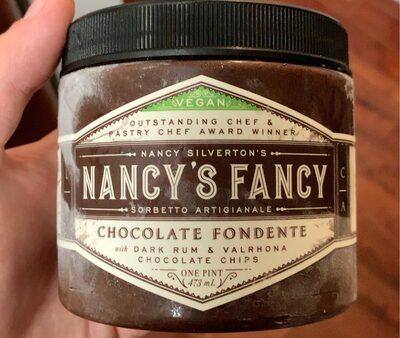 VEGAN
OUTSTANDING CHEF &
PASTRY CHEF AWARD WINNER
NANCY SILVERTON'S
NANCY'S FANCY
SORBETTO ARTIGIANALE
CHOCOLATE FONDENTE
with DARK RUM & VALRHONA
CHOCOLATE CHIPS
ONE PINT
(473 ml.)
L
C
A